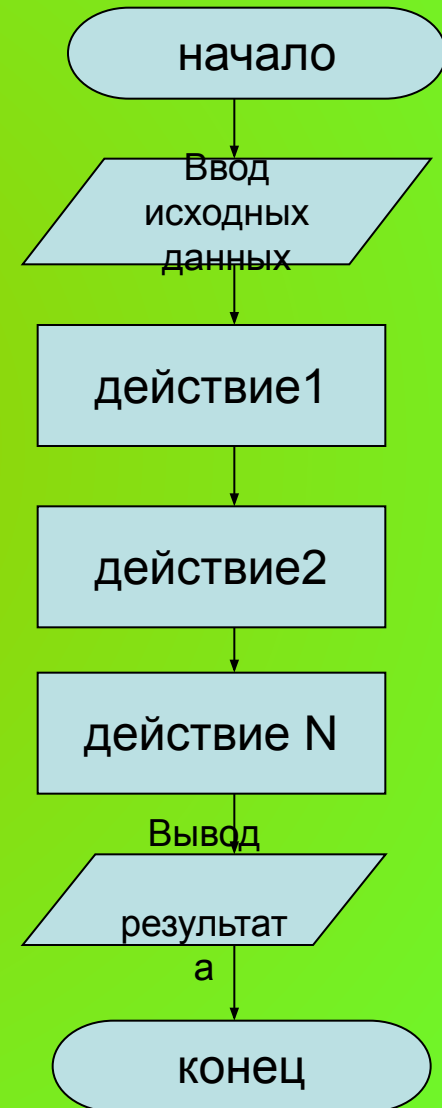 начало
Ввод
исходных
данных
действие1
действие2
действие N
Вывод
результат
а
конец